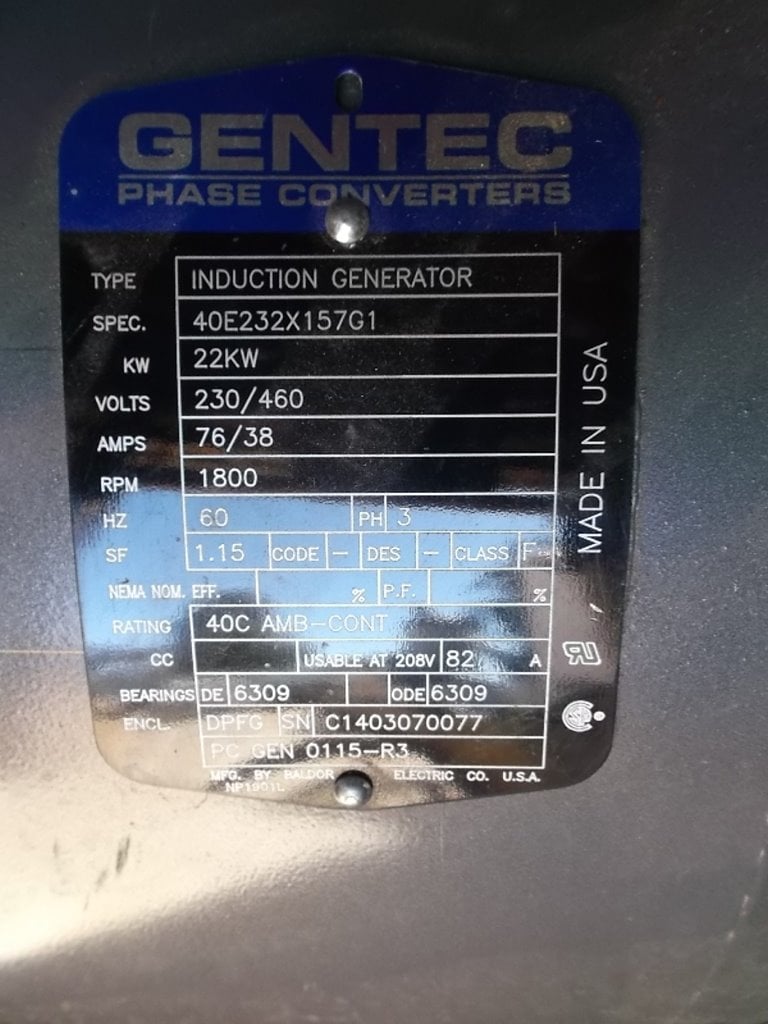 GENTEC
PHASE CONVERTERS
TYPE INDUCTION GENERATOR
SPEC. 40E232X157G1
KW 22KW
VOLTS 230/460
AMPS 76/38
RPM 1800
HZ 60 PH 3
SF 1.15 CODE - DES - CLASS F
NEMA NOM. EFF. % P.F. %
RATING 40C AMB-CONT
CC USABLE AT 208V 82 A
BEARINGS DE 6309 ODE 6309
ENCL. DPFG SN C1403070077
PC GEN 0115-R3
MFG. BY BALDOR ELECTRIC CO. U.S.A.
NP1901L
MADE IN USA
UR